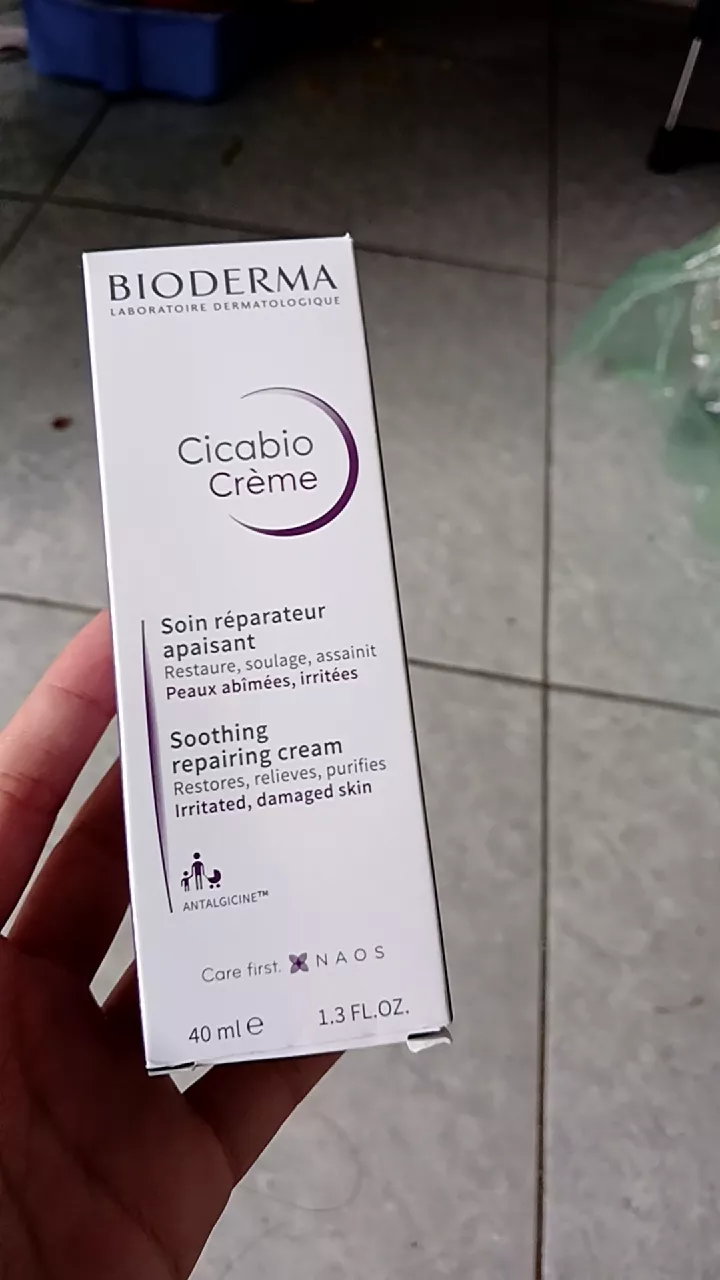 BIODERMA
LABORATOIRE DERMATOLOGIQUE
Cicabio
Crème
Soin réparateur
apaisant
Restaure, soulage, assainit
Peaux abîmées, irritées
Soothing
repairing cream
Restores, relieves, purifies
Irritated, damaged skin
ANTALGICINE™
Care first. NAOS
40 ml ℮ 1.3 FL.OZ.